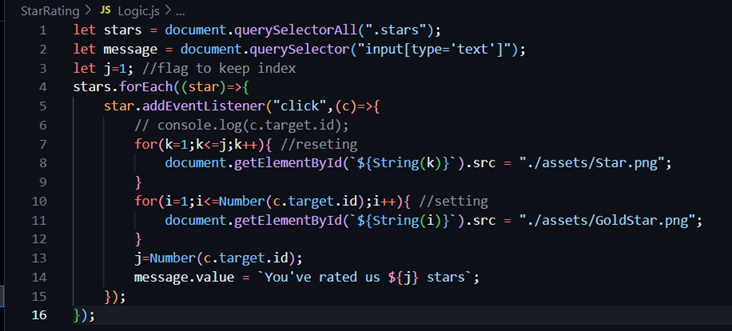 StarRating > JS Logic.js > ...
1 let stars = document.querySelectorAll(".stars");
2 let message = document.querySelector("input[type='text']");
3 let j=1; //flag to keep index
4 stars.forEach((star)=>{
5     star.addEventListener("click",(c)=>{
6         // console.log(c.target.id);
7         for(k=1;k<=j;k++){ //reseting
8             document.getElementById(`${String(k)}`).src = "./assets/Star.png";
9         }
10         for(i=1;i<=Number(c.target.id);i++){ //setting
11             document.getElementById(`${String(i)}`).src = "./assets/GoldStar.png";
12         }
13         j=Number(c.target.id);
14         message.value = `You've rated us ${j} stars`;
15     });
16 });